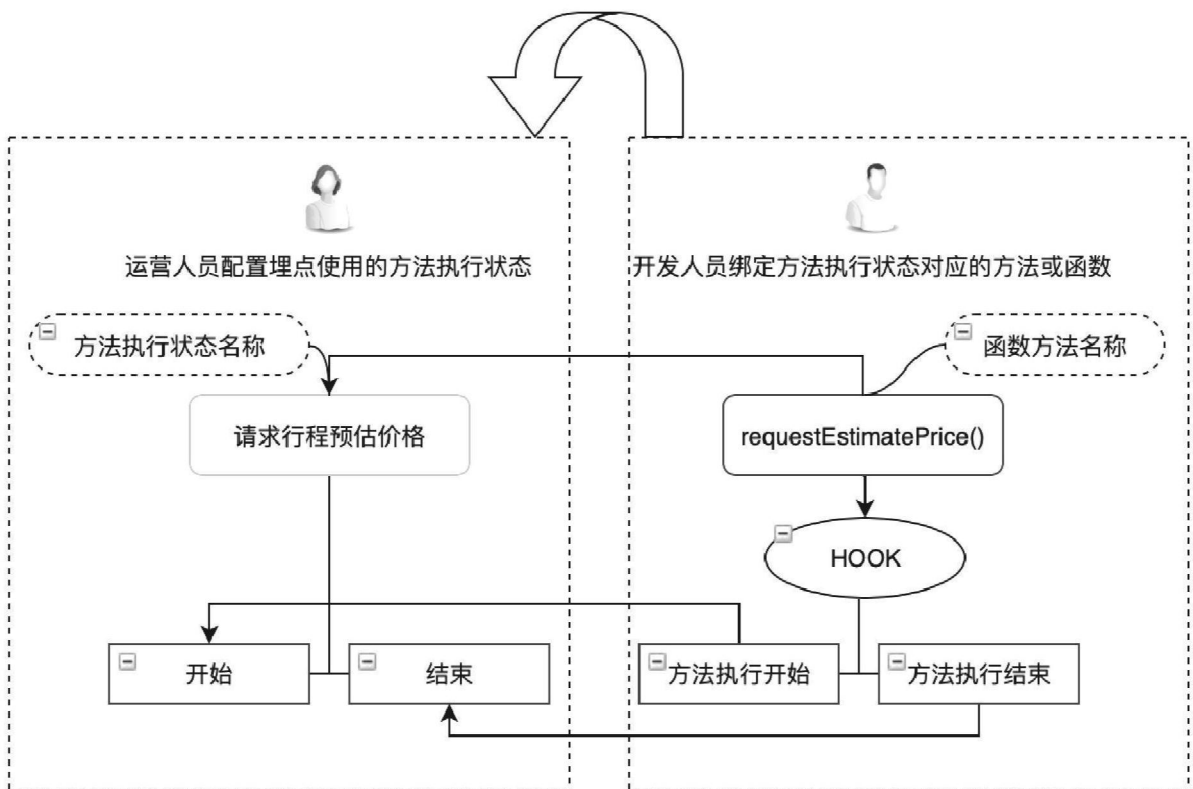 运营人员配置埋点使用的方法执行状态
开发人员绑定方法执行状态对应的方法或函数
方法执行状态名称
函数方法名称
请求行程预估价格
requestEstimatePrice()
HOOK
开始
结束
方法执行开始
方法执行结束